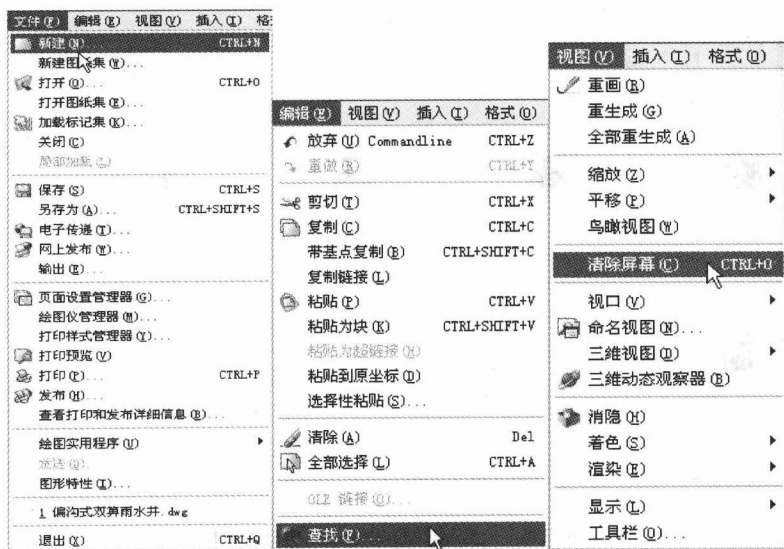 文件(F) 编辑(E) 视图(V) 插入(I) 格
新建(N)... CTRL+N
新建图纸集(W)...
打开(O)... CTRL+O
打开图纸集(E)...
加载标记集(K)...
关闭(C)
局部加载(L)
保存(S) CTRL+S
另存为(A)... CTRL+SHIFT+S
电子传递(T)...
网上发布(W)...
输出(E)...
页面设置管理器(G)...
绘图仪管理器(M)...
打印样式管理器(Y)...
打印预览(V)
打印(P)... CTRL+P
发布(H)...
查看打印和发布详细信息(B)...
绘图实用程序(U)
发送(D)...
图形特性(I)...
1 偏沟式双箅雨水井.dwg
退出(X) CTRL+Q
编辑(E) 视图(V) 插入(I) 格式(O)
放弃(U) Commandline CTRL+Z
重做(R) CTRL+Y
剪切(T) CTRL+X
复制(C) CTRL+C
带基点复制(B) CTRL+SHIFT+C
复制链接(L)
粘贴(P) CTRL+V
粘贴为块(K) CTRL+SHIFT+V
粘贴为超链接(H)
粘贴到原坐标(D)
选择性粘贴(S)...
清除(A) Del
全部选择(L) CTRL+A
OLE 链接(O)...
查找(F)...
视图(V) 插入(I) 格式(O)
重画(R)
重生成(G)
全部重生成(A)
缩放(Z)
平移(P)
鸟瞰视图(W)
清除屏幕(C) CTRL+0
视口(V)
命名视图(N)...
三维视图(D)
三维动态观察器(B)
消隐(H)
着色(S)
渲染(E)
显示(L)
工具栏(O)...